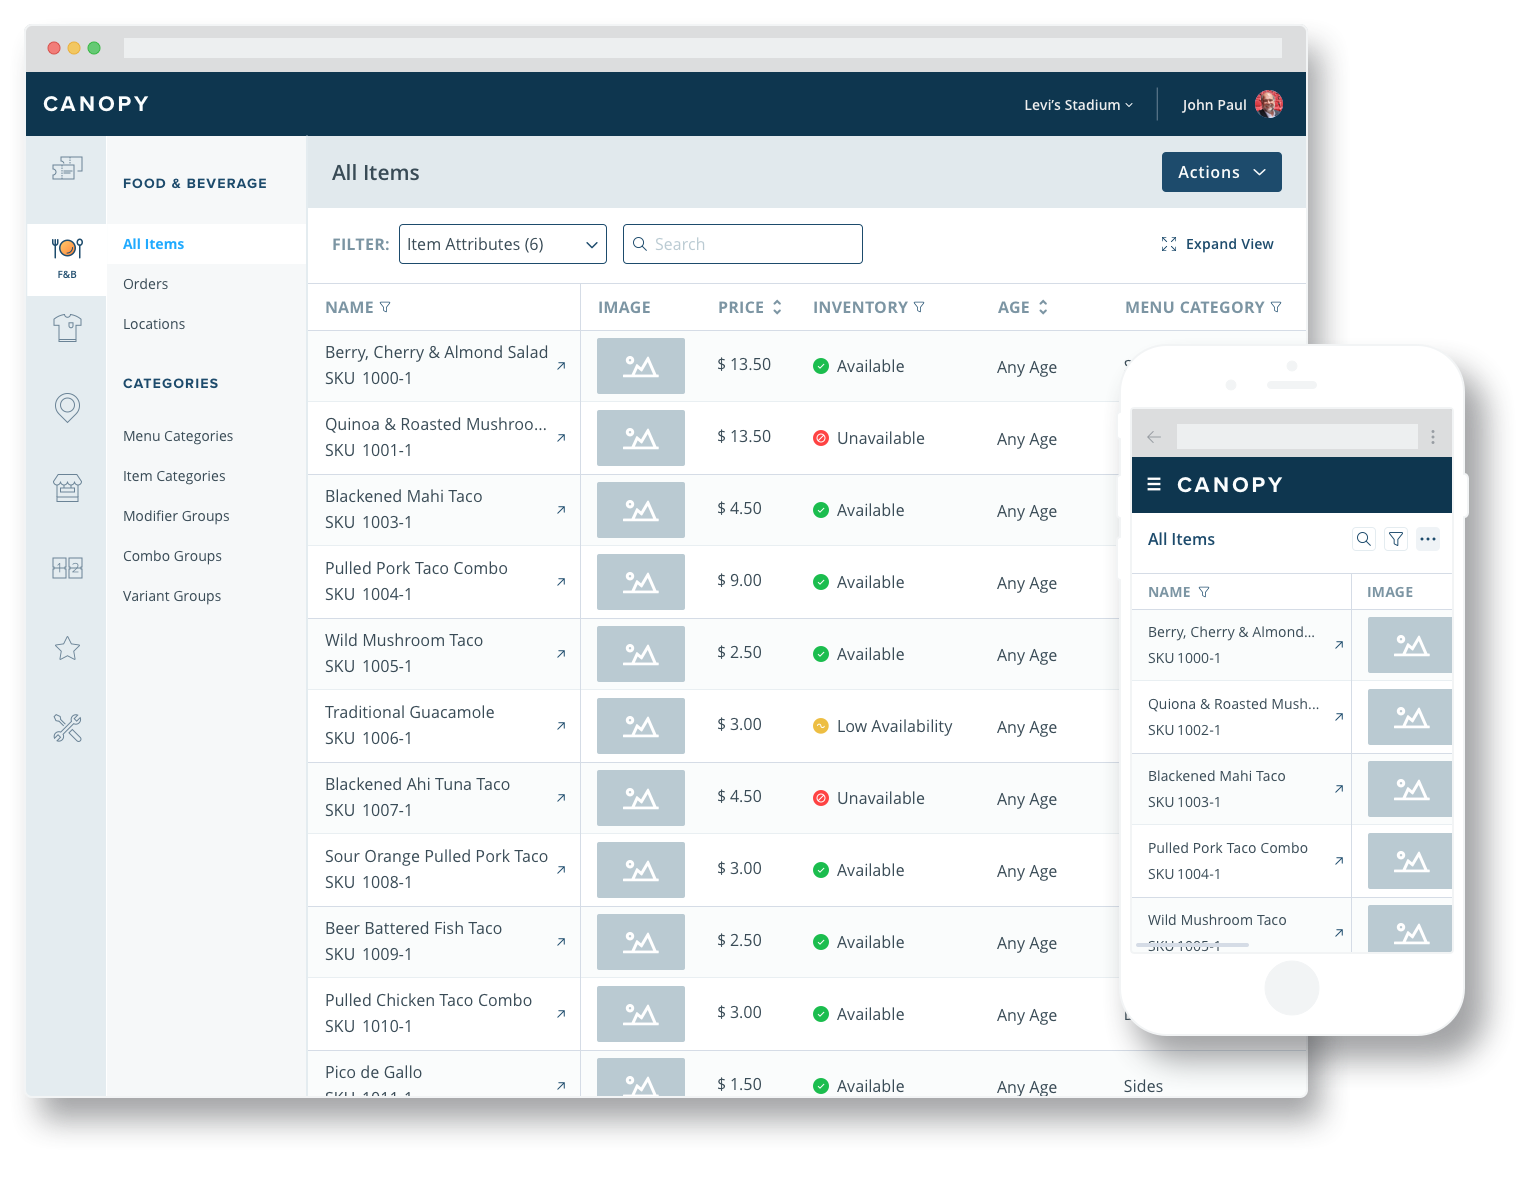 CANOPY
Levi's Stadium
John Paul
FOOD & BEVERAGE
All Items
Orders
Locations
CATEGORIES
Menu Categories
Item Categories
Modifier Groups
Combo Groups
Variant Groups
F&B
12
All Items
Actions
FILTER:
Item Attributes (6)
Search
Expand View
NAME IMAGE PRICE INVENTORY AGE MENU CATEGORY
Berry, Cherry & Almond Salad
SKU 1000-1
$ 13.50 Available Any Age
Quinoa & Roasted Mushroo...
SKU 1001-1
$ 13.50 Unavailable Any Age
Blackened Mahi Taco
SKU 1003-1
$ 4.50 Available Any Age
Pulled Pork Taco Combo
SKU 1004-1
$ 9.00 Available Any Age
Wild Mushroom Taco
SKU 1005-1
$ 2.50 Available Any Age
Traditional Guacamole
SKU 1006-1
$ 3.00 Low Availability Any Age
Blackened Ahi Tuna Taco
SKU 1007-1
$ 4.50 Unavailable Any Age
Sour Orange Pulled Pork Taco
SKU 1008-1
$ 3.00 Available Any Age
Beer Battered Fish Taco
SKU 1009-1
$ 2.50 Available Any Age
Pulled Chicken Taco Combo
SKU 1010-1
$ 3.00 Available Any Age
Pico de Gallo
SKU 1011-1
$ 1.50 Available Any Age Sides
CANOPY
All Items
NAME IMAGE
Berry, Cherry & Almond...
SKU 1000-1
Quiona & Roasted Mush...
SKU 1002-1
Blackened Mahi Taco
SKU 1003-1
Pulled Pork Taco Combo
SKU 1004-1
Wild Mushroom Taco
SKU 1005-1